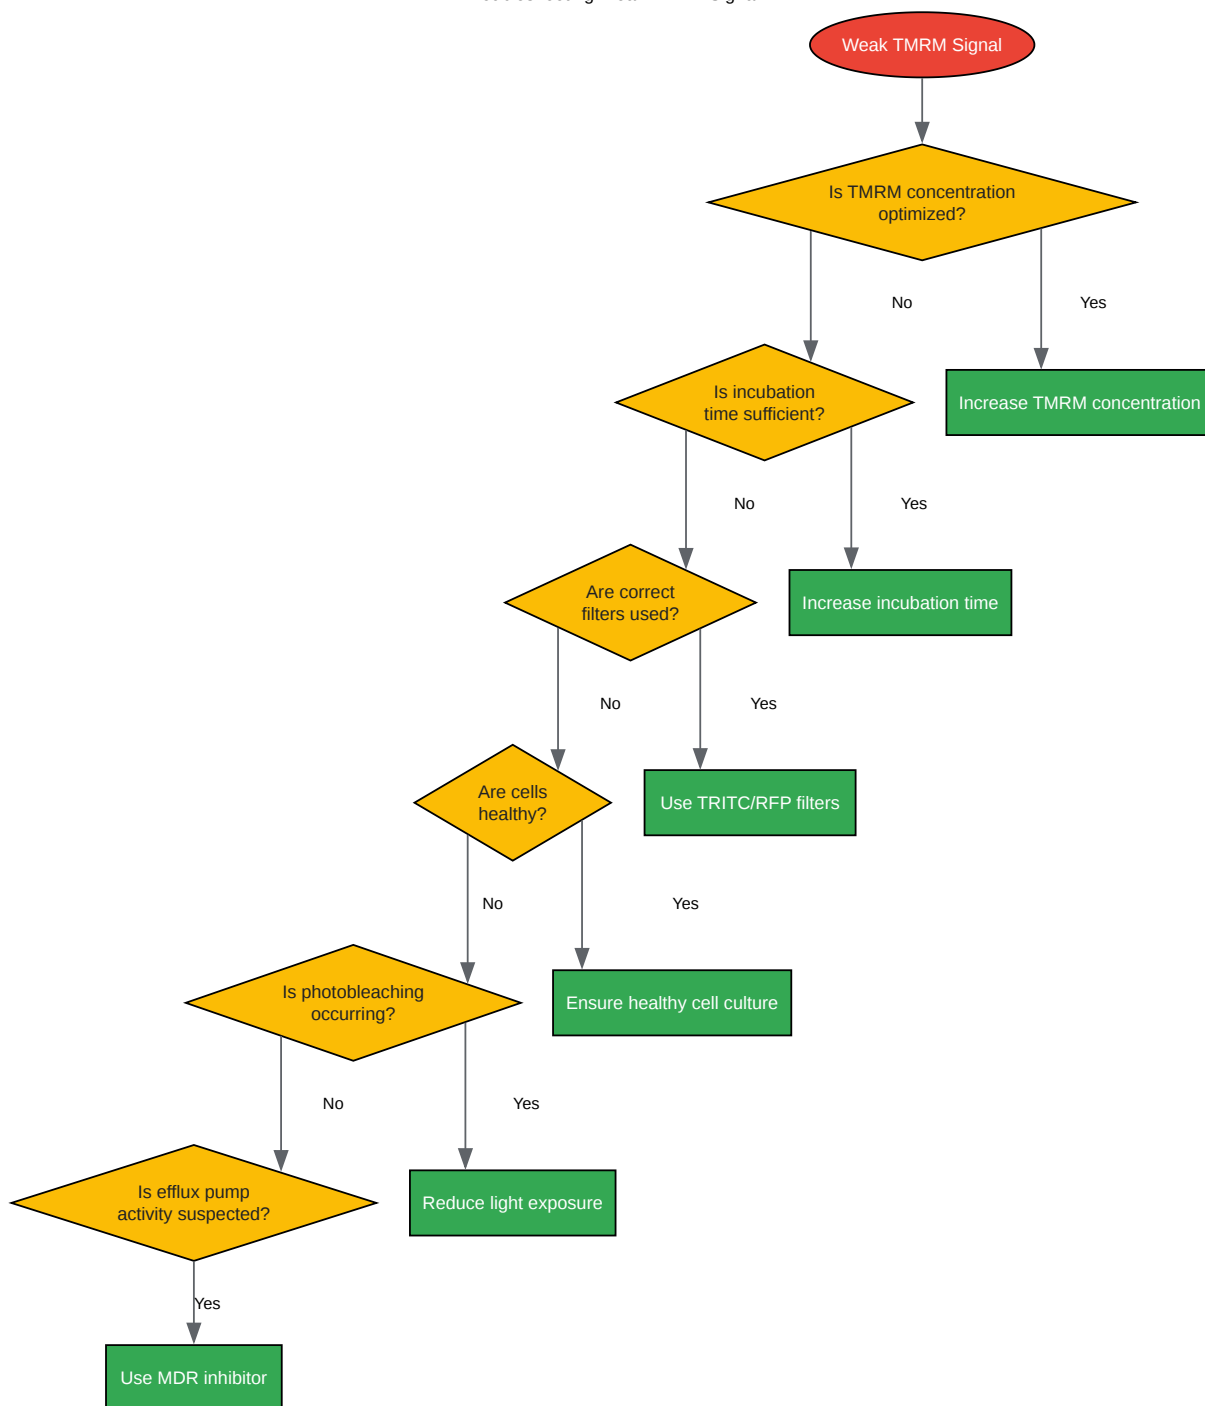 Weak TMRM Signal
Is TMRM concentration
optimized?
No
Yes
Is incubation
time sufficient?
Increase TMRM concentration
No
Yes
Are correct
filters used?
Increase incubation time
No
Yes
Are cells
healthy?
Use TRITC/RFP filters
No
Yes
Is photobleaching
occurring?
Ensure healthy cell culture
No
Yes
Is efflux pump
activity suspected?
Reduce light exposure
Yes
Use MDR inhibitor